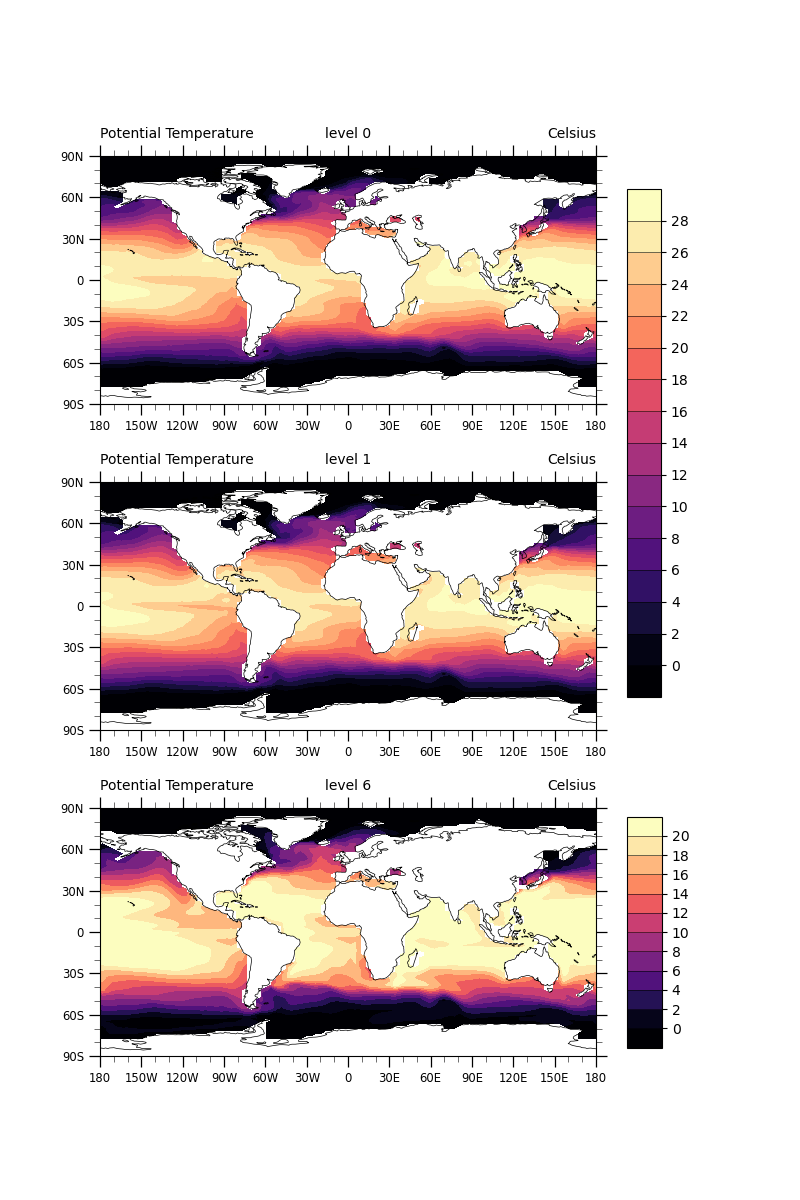 Potential Temperature level 0 Celsius
90N
60N
30N
0
30S
60S
90S
180 150W 120W 90W 60W 30W 0 30E 60E 90E 120E 150E 180
Potential Temperature level 1 Celsius
90N
60N
30N
0
30S
60S
90S
180 150W 120W 90W 60W 30W 0 30E 60E 90E 120E 150E 180
28
26
24
22
20
18
16
14
12
10
8
6
4
2
0
Potential Temperature level 6 Celsius
90N
60N
30N
0
30S
60S
90S
180 150W 120W 90W 60W 30W 0 30E 60E 90E 120E 150E 180
20
18
16
14
12
10
8
6
4
2
0